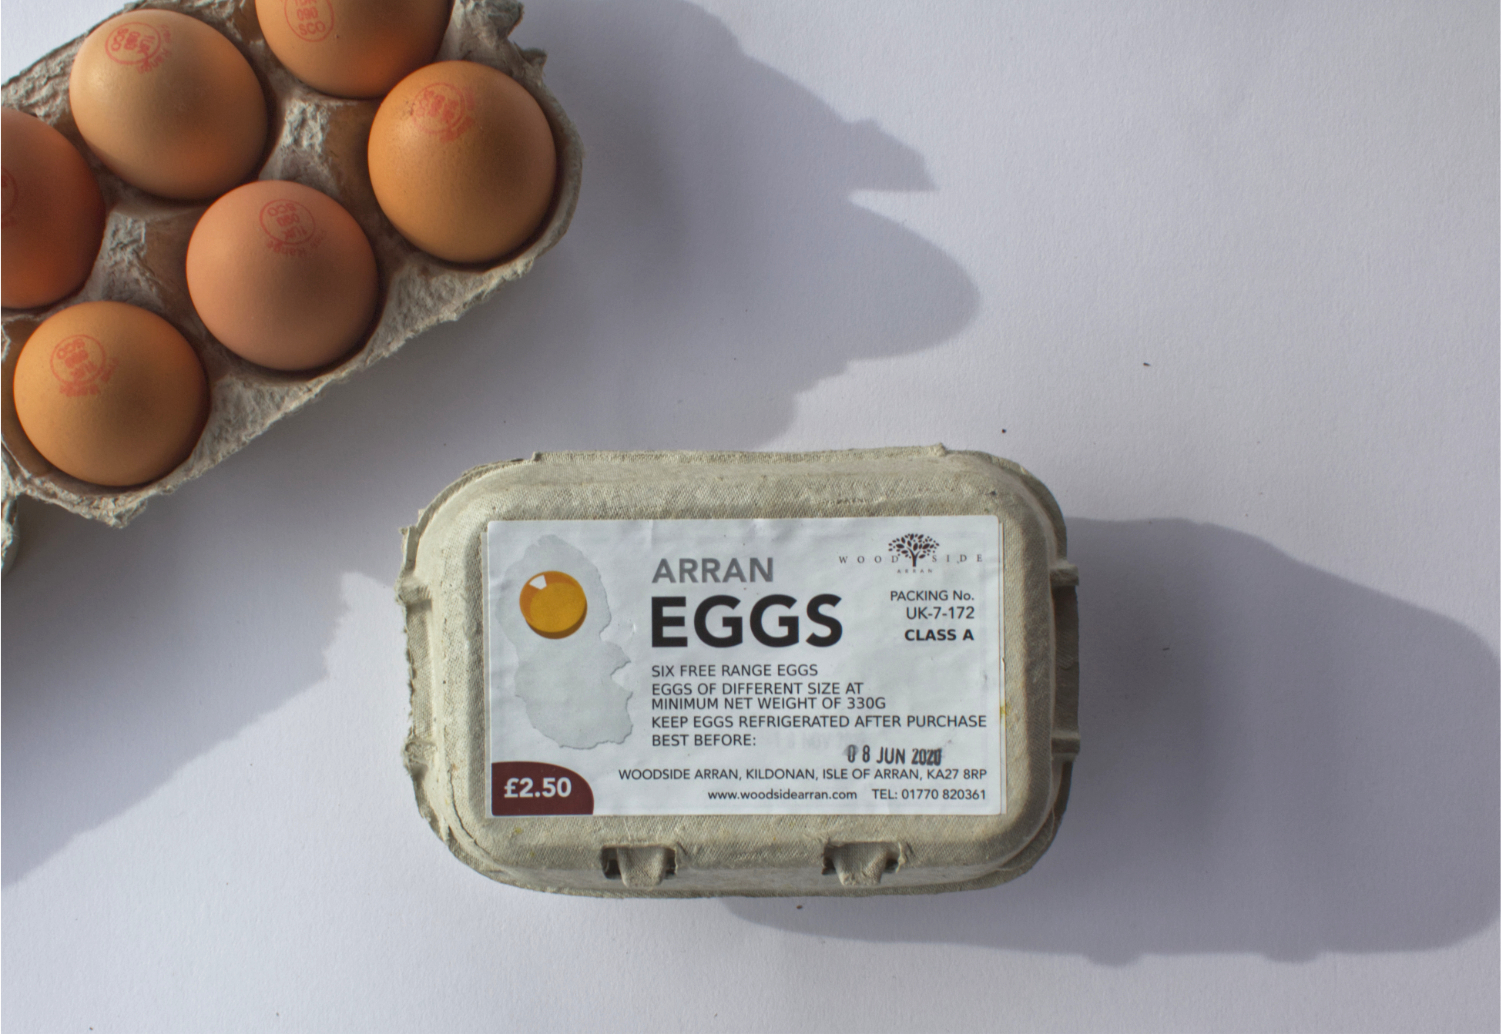 WOODSIDE
ARRAN
ARRAN
EGGS
PACKING No.
UK-7-172
CLASS A
SIX FREE RANGE EGGS
EGGS OF DIFFERENT SIZE AT
MINIMUM NET WEIGHT OF 330G
KEEP EGGS REFRIGERATED AFTER PURCHASE
BEST BEFORE:
08 JUN 2020
£2.50
WOODSIDE ARRAN, KILDONAN, ISLE OF ARRAN, KA27 8RP
www.woodsidearran.com TEL: 01770 820361